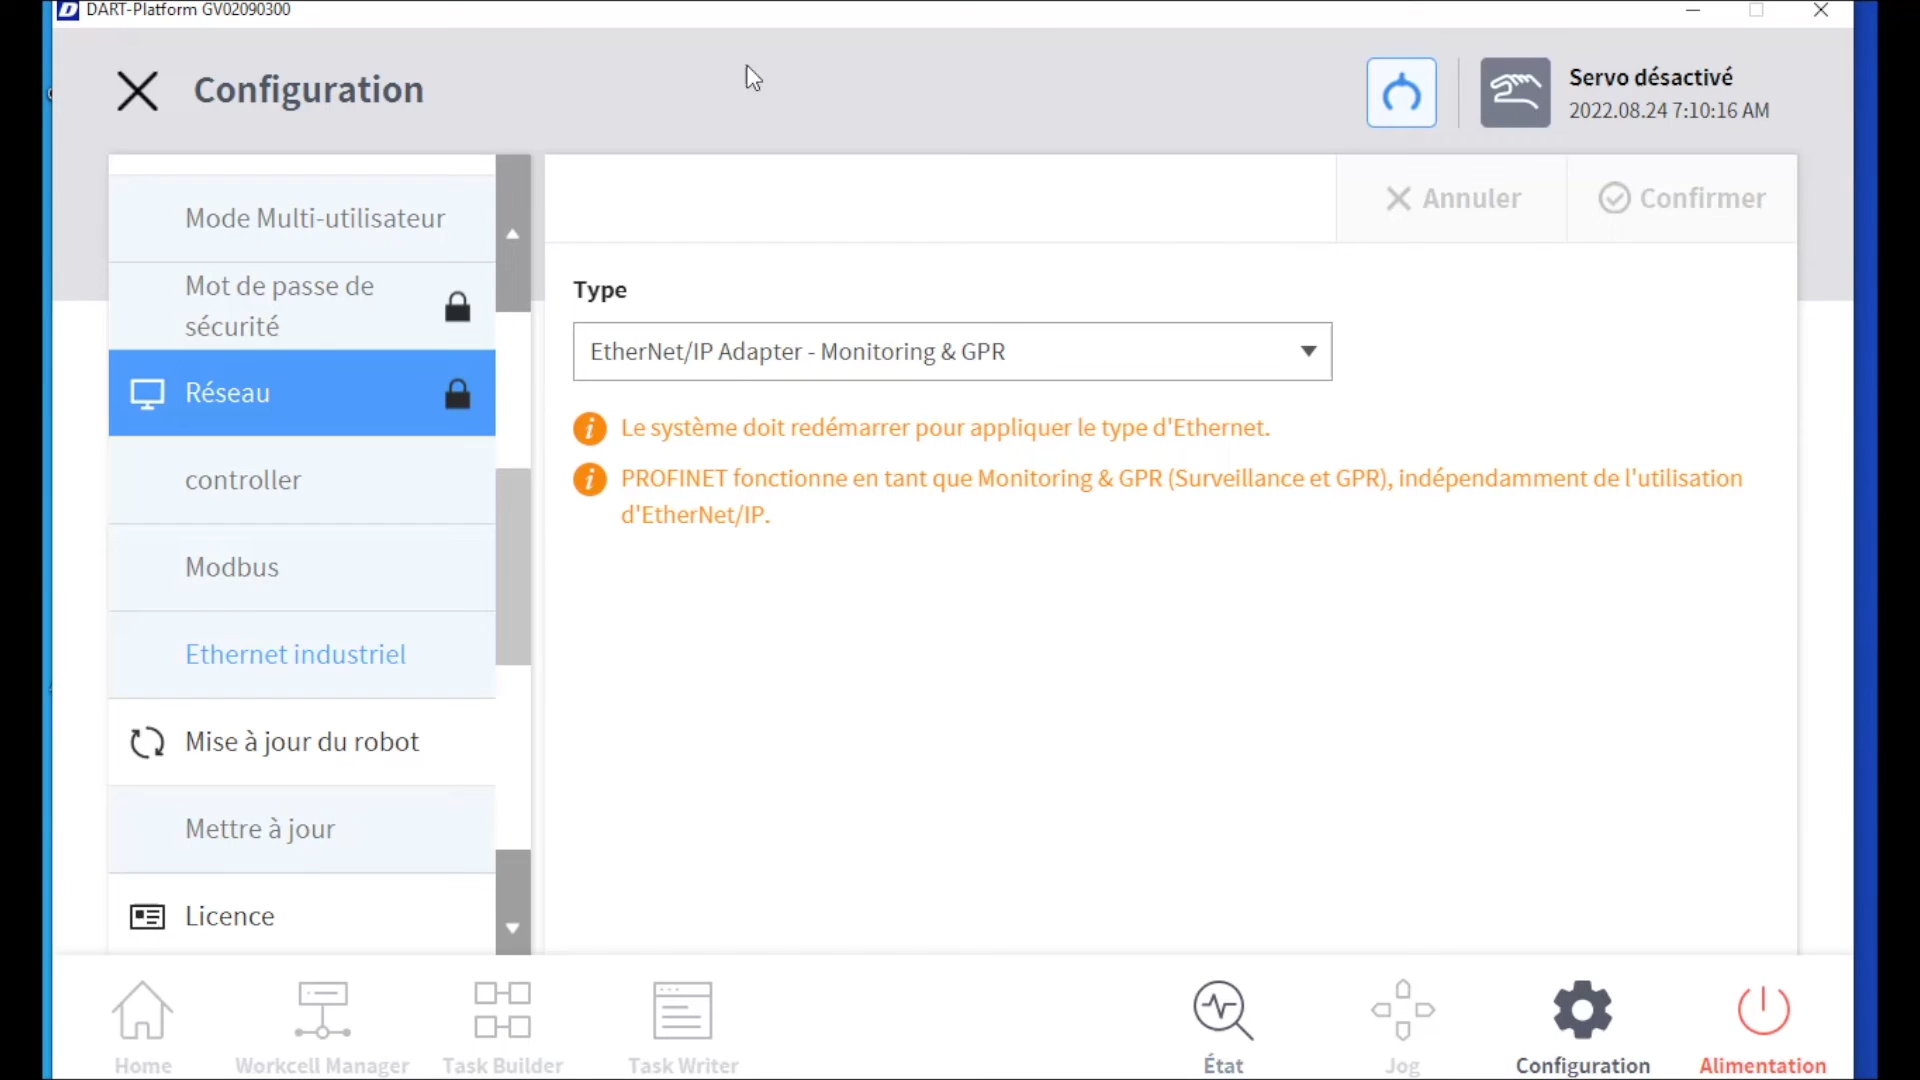 DART-Platform GV02090300
Configuration
Servo désactivé
2022.08.24 7:10:16 AM
Annuler
Confirmer
Mode Multi-utilisateur
Mot de passe de
sécurité
Réseau
controller
Modbus
Ethernet industriel
Mise à jour du robot
Mettre à jour
Licence
Type
EtherNet/IP Adapter - Monitoring & GPR
Le système doit redémarrer pour appliquer le type d'Ethernet.
PROFINET fonctionne en tant que Monitoring & GPR (Surveillance et GPR), indépendamment de l'utilisation
d'EtherNet/IP.
Home
Workcell Manager
Task Builder
Task Writer
État
Jog
Configuration
Alimentation